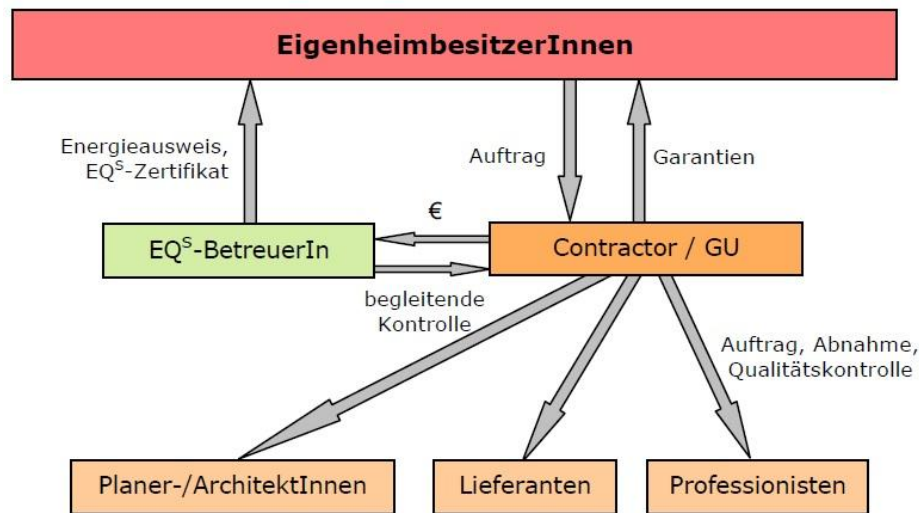 EigenheimbesitzerInnen
Energieausweis,
EQˢ-Zertifikat
Auftrag
Garantien
€
EQˢ-BetreuerIn
Contractor / GU
begleitende
Kontrolle
Auftrag, Abnahme,
Qualitätskontrolle
Planer-/ArchitektInnen
Lieferanten
Professionisten